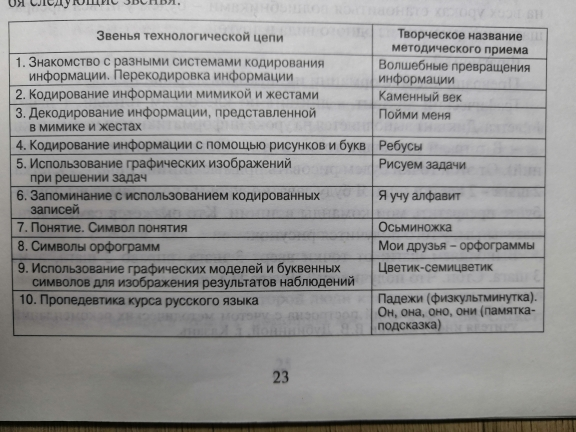 бя следующие звенья:
Звенья технологической цепи
Творческое название
методического приема
1. Знакомство с разными системами кодирования
информации. Перекодировка информации
Волшебные превращения
информации
2. Кодирование информации мимикой и жестами
Каменный век
3. Декодирование информации, представленной
в мимике и жестах
Пойми меня
4. Кодирование информации с помощью рисунков и букв
Ребусы
5. Использование графических изображений
при решении задач
Рисуем задачи
6. Запоминание с использованием кодированных
записей
Я учу алфавит
7. Понятие. Символ понятия
Осьминожка
8. Символы орфограмм
Мои друзья – орфограммы
9. Использование графических моделей и буквенных
символов для изображения результатов наблюдений
Цветик-семицветик
10. Пропедевтика курса русского языка
Падежи (физкультминутка).
Он, она, оно, они (памятка-
подсказка)
23